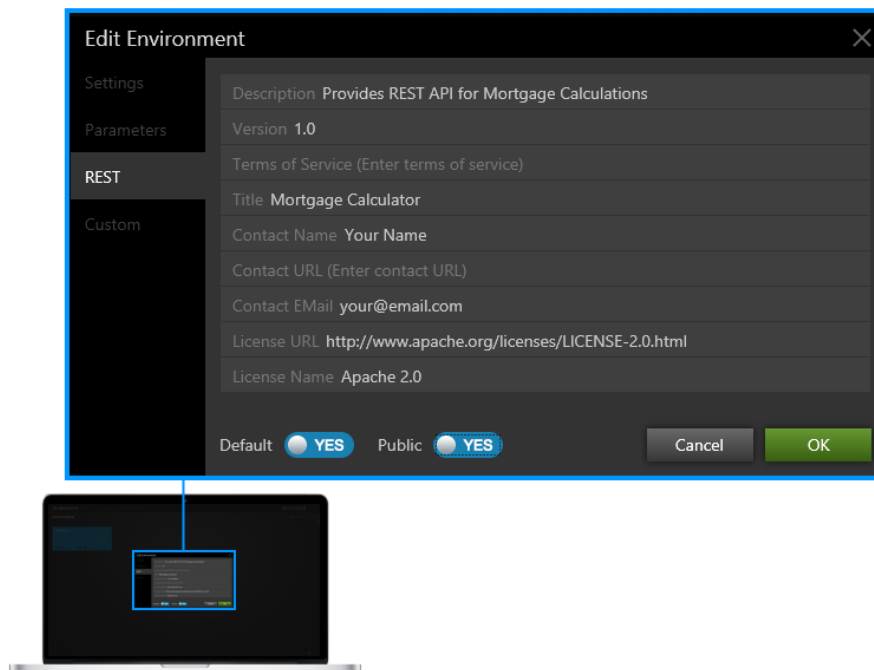 Edit Environment
Settings
Parameters
REST
Custom
Description Provides REST API for Mortgage Calculations
Version 1.0
Terms of Service (Enter terms of service)
Title Mortgage Calculator
Contact Name Your Name
Contact URL (Enter contact URL)
Contact EMail your@email.com
License URL http://www.apache.org/licenses/LICENSE-2.0.html
License Name Apache 2.0
Default YES Public YES Cancel OK